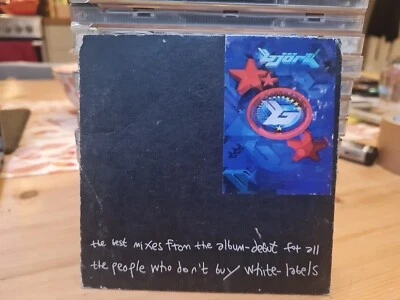 björk
the best mixes from the album-debut for all
the people who don't buy white-labels